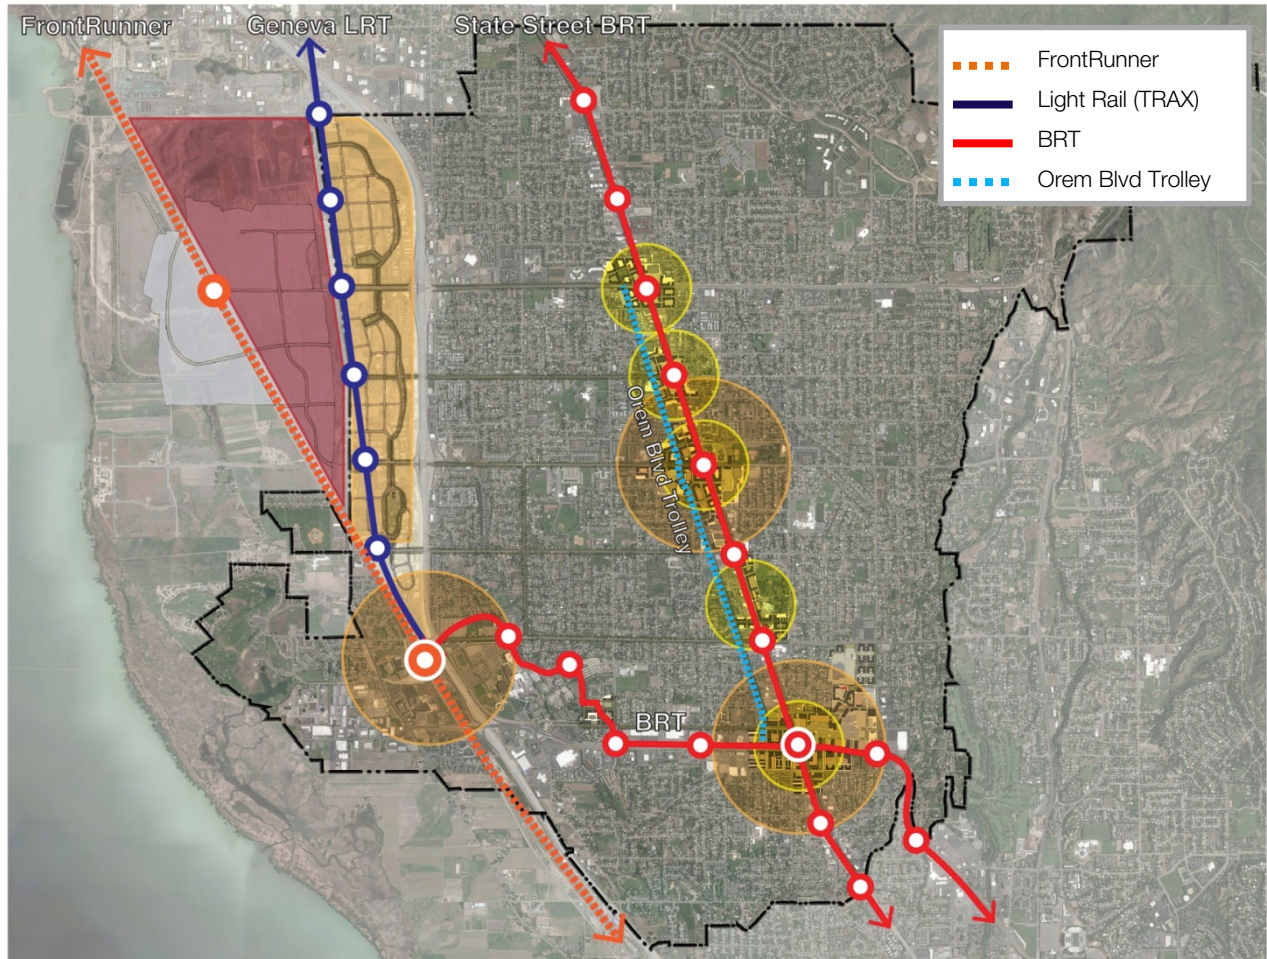 FrontRunner
Geneva LRT
State Street BRT
FrontRunner
Light Rail (TRAX)
BRT
Orem Blvd Trolley
Orem Blvd Trolley
BRT